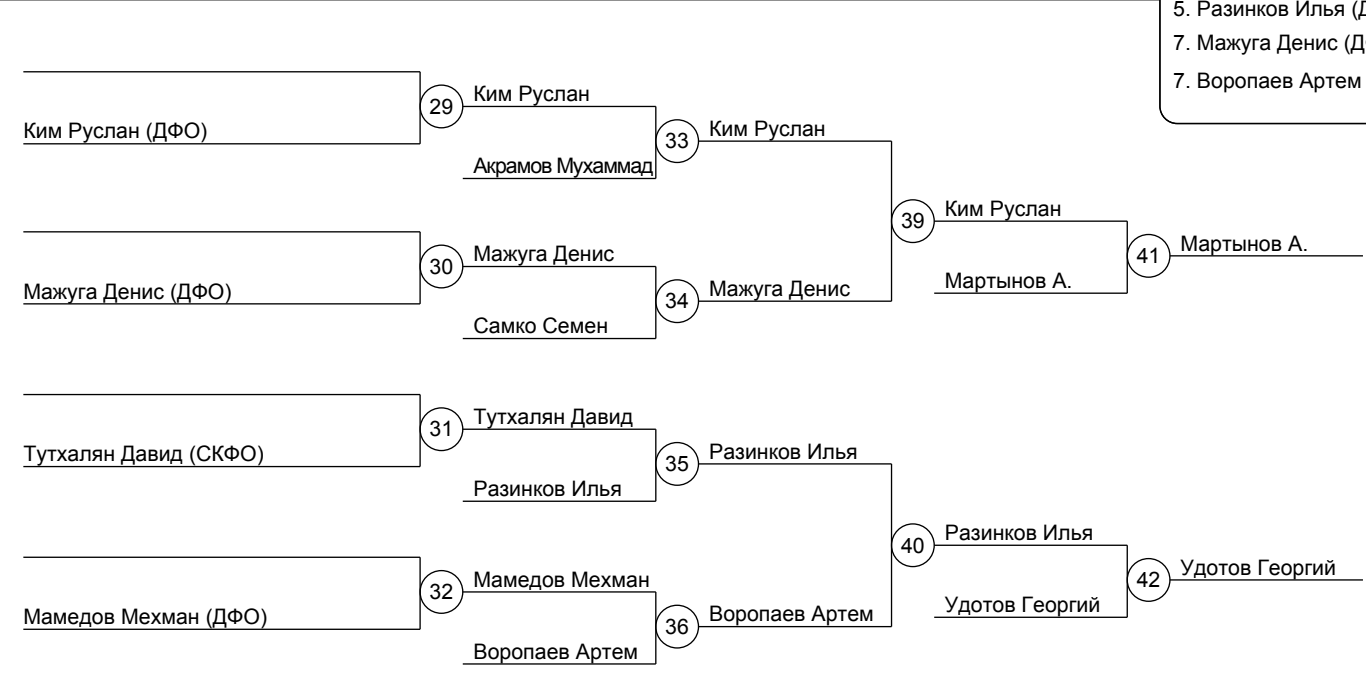 5. Разинков Илья (Д
7. Мажуга Денис (Д
7. Воропаев Артем
29 Ким Руслан
Ким Руслан (ДФО)
33 Ким Руслан
Акрамов Мухаммад
39 Ким Руслан
30 Мажуга Денис
41 Мартынов А.
Мажуга Денис (ДФО)
34 Мажуга Денис
Мартынов А.
Самко Семен
31 Тутхалян Давид
Тутхалян Давид (СКФО)
35 Разинков Илья
Разинков Илья
40 Разинков Илья
32 Мамедов Мехман
42 Удотов Георгий
Мамедов Мехман (ДФО)
36 Воропаев Артем
Удотов Георгий
Воропаев Артем